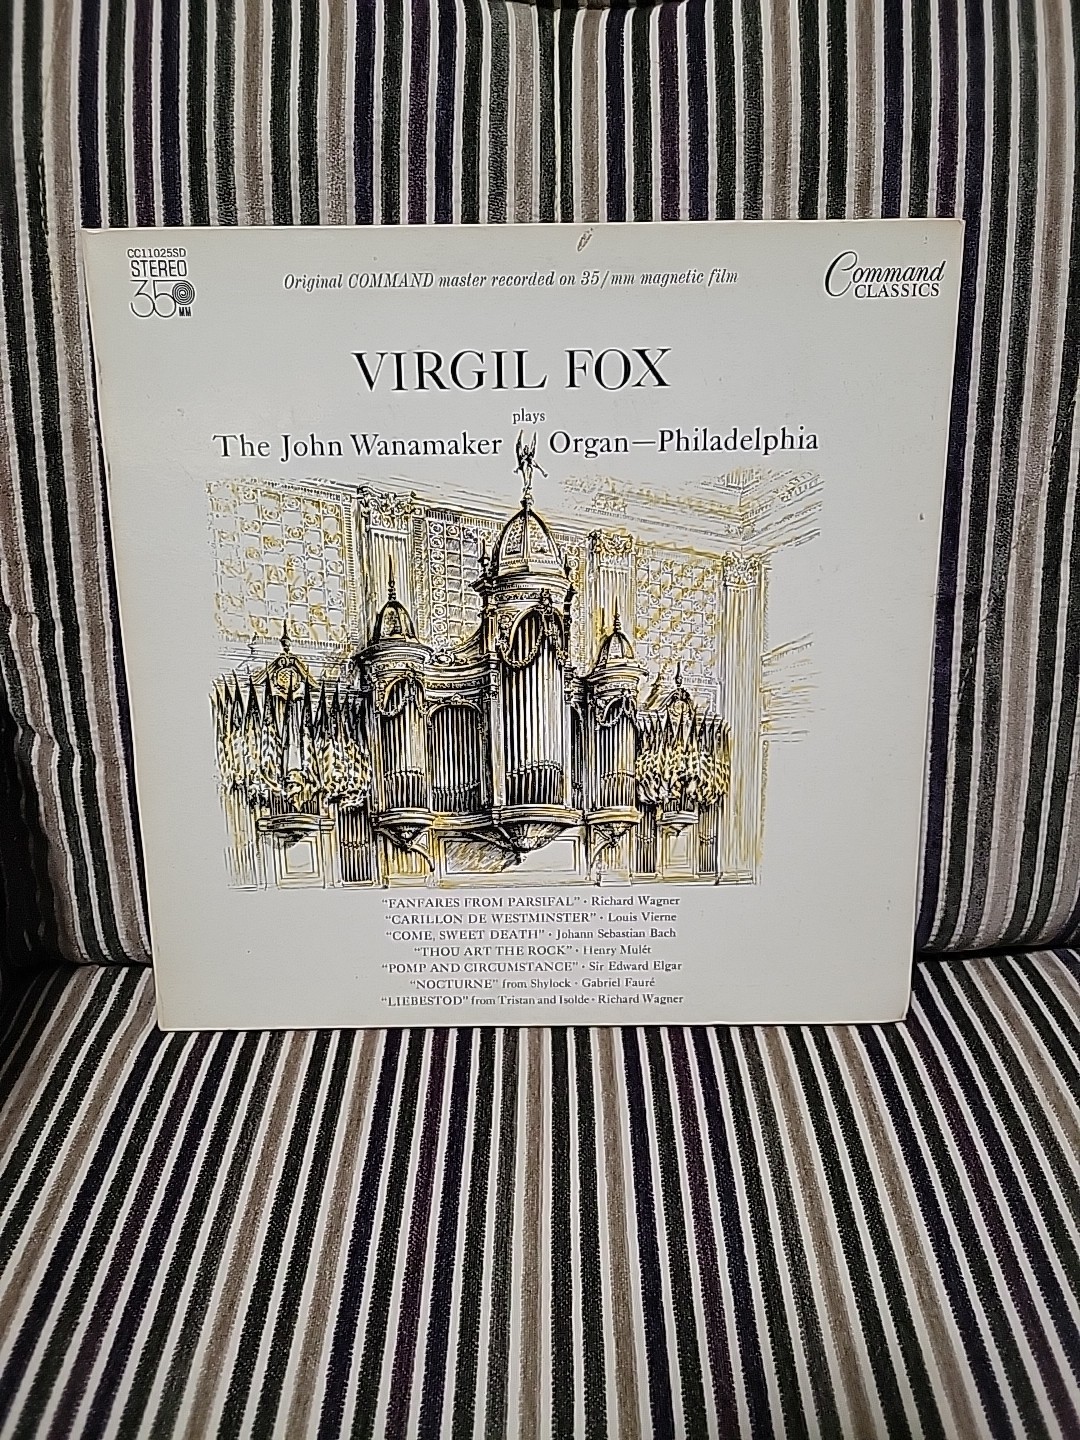 CC11025SD
STEREO
35 MM
Original COMMAND master recorded on 35/mm magnetic film
Command
CLASSICS
VIRGIL FOX
plays
The John Wanamaker Organ—Philadelphia
"FANFARES FROM PARSIFAL" · Richard Wagner
"CARILLON DE WESTMINSTER" · Louis Vierne
"COME, SWEET DEATH" · Johann Sebastian Bach
"THOU ART THE ROCK" · Henry Mulét
"POMP AND CIRCUMSTANCE" · Sir Edward Elgar
"NOCTURNE" from Shylock · Gabriel Fauré
"LIEBESTOD" from Tristan and Isolde · Richard Wagner